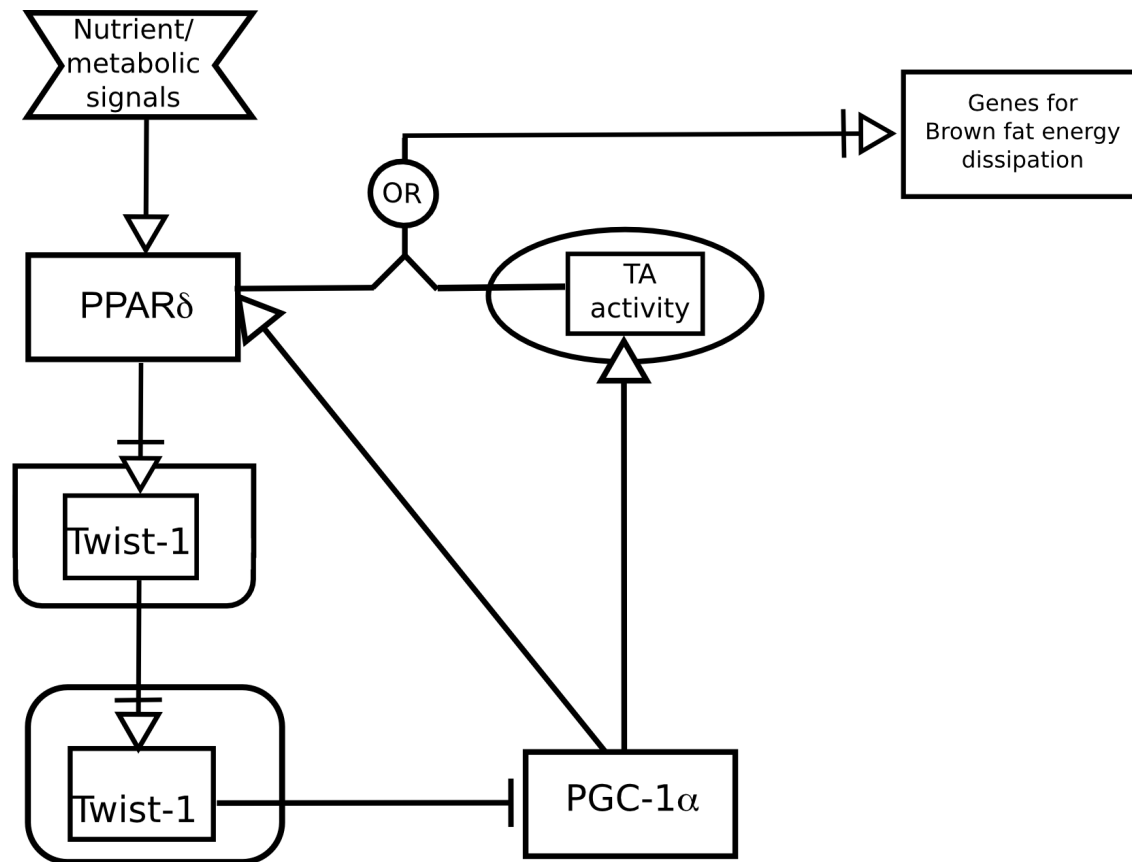 Nutrient/
metabolic
signals
Genes for
Brown fat energy
dissipation
OR
TA
activity
PPARδ
Twist-1
Twist-1
PGC-1α